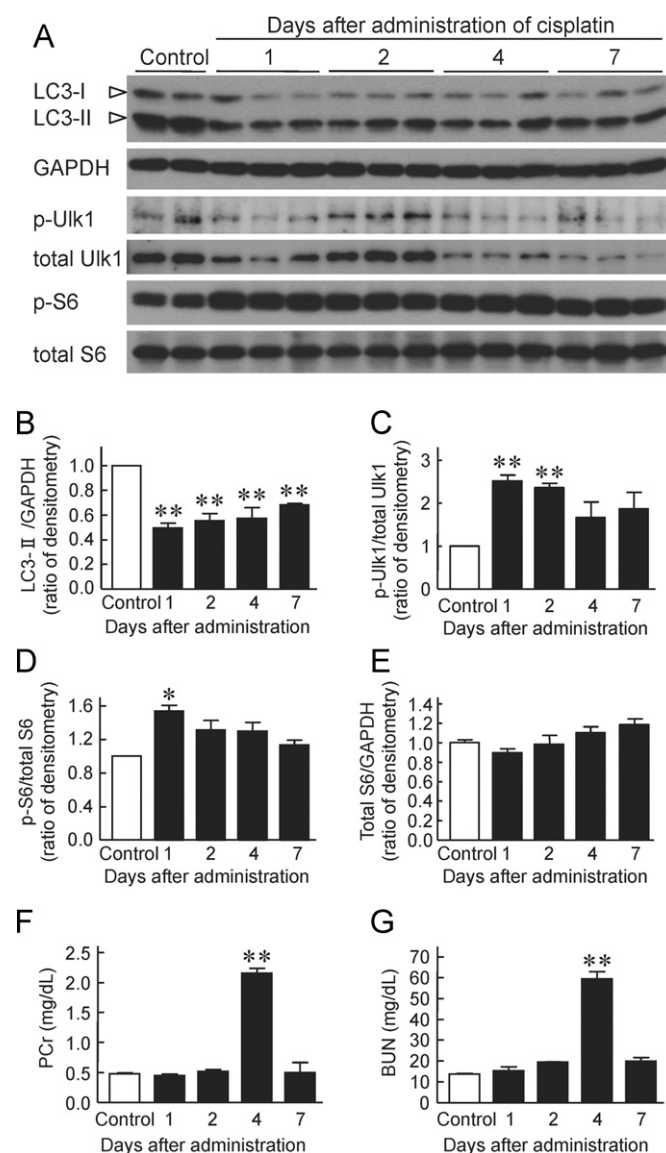 A
Days after administration of cisplatin
Control 1 2 4 7
LC3-I
LC3-II
GAPDH
p-Ulk1
total Ulk1
p-S6
total S6
B
LC3-Ⅱ/GAPDH
(ratio of densitometry)
1.0
0.8
0.6
0.4
0.2
0.0
** ** ** **
Control 1 2 4 7
Days after administration
C
p-Ulk1/total Ulk1
(ratio of densitometry)
3
2
1
0
** **
Control 1 2 4 7
Days after administration
D
p-S6/total S6
(ratio of densitometry)
1.6
1.2
0.8
0.4
0.0
*
Control 1 2 4 7
Days after administration
E
Total S6/GAPDH
(ratio of densitometry)
1.4
1.2
1.0
0.8
0.6
0.4
0.2
0.0
Control 1 2 4 7
Days after administration
F
PCr (mg/dL)
2.5
2.0
1.5
1.0
0.5
0.0
**
Control 1 2 4 7
Days after administration
G
BUN (mg/dL)
70
60
50
40
30
20
10
0
**
Control 1 2 4 7
Days after administration